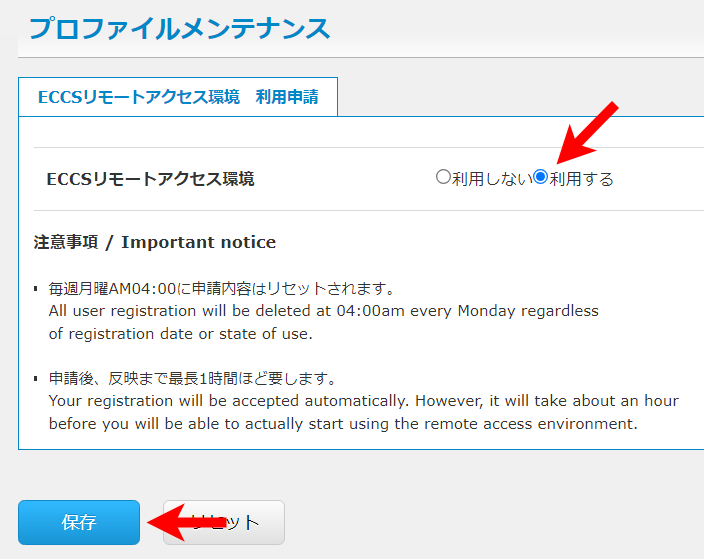 プロファイルメンテナンス
ECCSリモートアクセス環境　利用申請
ECCSリモートアクセス環境 利用しない 利用する
注意事項 / Important notice
毎週月曜AM04:00に申請内容はリセットされます。
All user registration will be deleted at 04:00am every Monday regardless
of registration date or state of use.
申請後、反映まで最長1時間ほど要します。
Your registration will be accepted automatically. However, it will take about an hour
before you will be able to actually start using the remote access environment.
保存 リセット